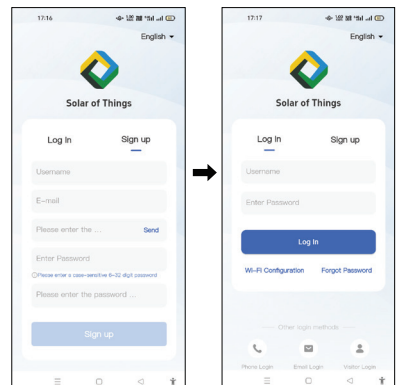 17:16
English
Solar of Things
Log In
Sign up
Username
E-mail
Please enter the ...
Send
Enter Password
Please enter a case-sensitive 6-32 digit password
Please enter the password ...
Sign up
17:17
English
Solar of Things
Log In
Sign up
Username
Enter Password
Log In
Wi-Fi Configuration
Forgot Password
Other login methods
Phone Login
Email Login
Visitor Login